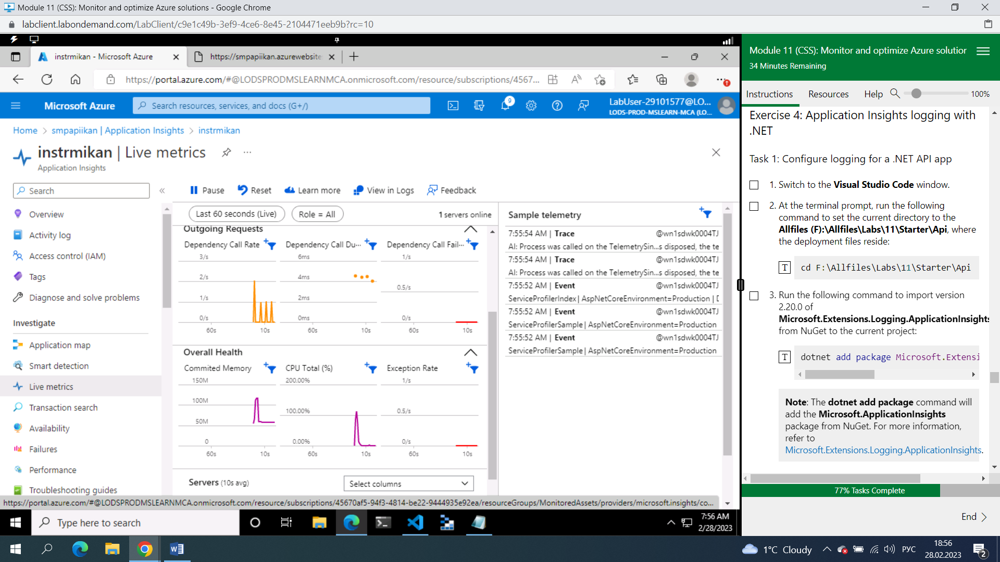 Module 11 (CSS): Monitor and optimize Azure solutions - Google Chrome
labclient.labondemand.com/LabClient/c9e1c49b-3ef9-4ce6-8e45-2104471eeb9b?rc=10
instrmikan - Microsoft Azure
https://smpapiikan.azurewebsite
https://portal.azure.com/#@LODSPRODMSLEARNMCA.onmicrosoft.com/resource/subscriptions/4567...
Microsoft Azure
Search resources, services, and docs (G+/)
9
LabUser-29101577@LO...
LODS-PROD-MSLEARN-MCA (LO...
Home > smpapiikan | Application Insights > instrmikan
instrmikan | Live metrics
Application Insights
Search
Overview
Activity log
Access control (IAM)
Tags
Diagnose and solve problems
Investigate
Application map
Smart detection
Live metrics
Transaction search
Availability
Failures
Performance
Troubleshooting guides
Pause
Reset
Learn more
View in Logs
Feedback
Last 60 seconds (Live)
Role = All
1 servers online
Outgoing Requests
Dependency Call Rate
3/s
2/s
1/s
0/s
60s
10s
Dependency Call Du...
6ms
4ms
2ms
0ms
60s
10s
Dependency Call Fail...
1/s
0.5/s
0/s
60s
10s
Overall Health
Commited Memory
150M
100M
50M
0
60s
10s
CPU Total (%)
200.00%
100.00%
0.00%
60s
10s
Exception Rate
1/s
0.5/s
0/s
60s
10s
Servers (10s avg)
Select columns
Sample telemetry
7:55:54 AM | Trace @wn1sdwk0004TJ
AI: Process was called on the TelemetrySin...s disposed, the te
7:55:54 AM | Trace @wn1sdwk0004TJ
AI: Process was called on the TelemetrySin...s disposed, the te
7:55:52 AM | Event @wn1sdwk0004TJ
ServiceProfilerIndex | AspNetCoreEnvironment=Production | D
7:55:52 AM | Event @wn1sdwk0004TJ
ServiceProfilerSample | AspNetCoreEnvironment=Production
7:55:52 AM | Event @wn1sdwk0004TJ
ServiceProfilerSample | AspNetCoreEnvironment=Production
https://portal.azure.com/#@LODSPRODMSLEARNMCA.onmicrosoft.com/resource/subscriptions/45670af5-94f3-4814-be22-9444935e92ea/resourceGroups/MonitoredAssets/providers/microsoft.insights/co...
Type here to search
7:56 AM
2/28/2023
Module 11 (CSS): Monitor and optimize Azure solutior
34 Minutes Remaining
Instructions
Resources
Help
100%
Exercise 4: Application Insights logging with
.NET
Task 1: Configure logging for a .NET API app
1. Switch to the Visual Studio Code window.
2. At the terminal prompt, run the following
command to set the current directory to the
Allfiles (F):\Allfiles\Labs\11\Starter\Api, where
the deployment files reside:
T cd F:\Allfiles\Labs\11\Starter\Api
3. Run the following command to import version
2.20.0 of
Microsoft.Extensions.Logging.ApplicationInsights
from NuGet to the current project:
T dotnet add package Microsoft.Extensi
Note: The dotnet add package command will
add the Microsoft.ApplicationInsights
package from NuGet. For more information,
refer to
Microsoft.Extensions.Logging.ApplicationInsights.
77% Tasks Complete
End
1°C Cloudy
РУС
18:56
28.02.2023
2